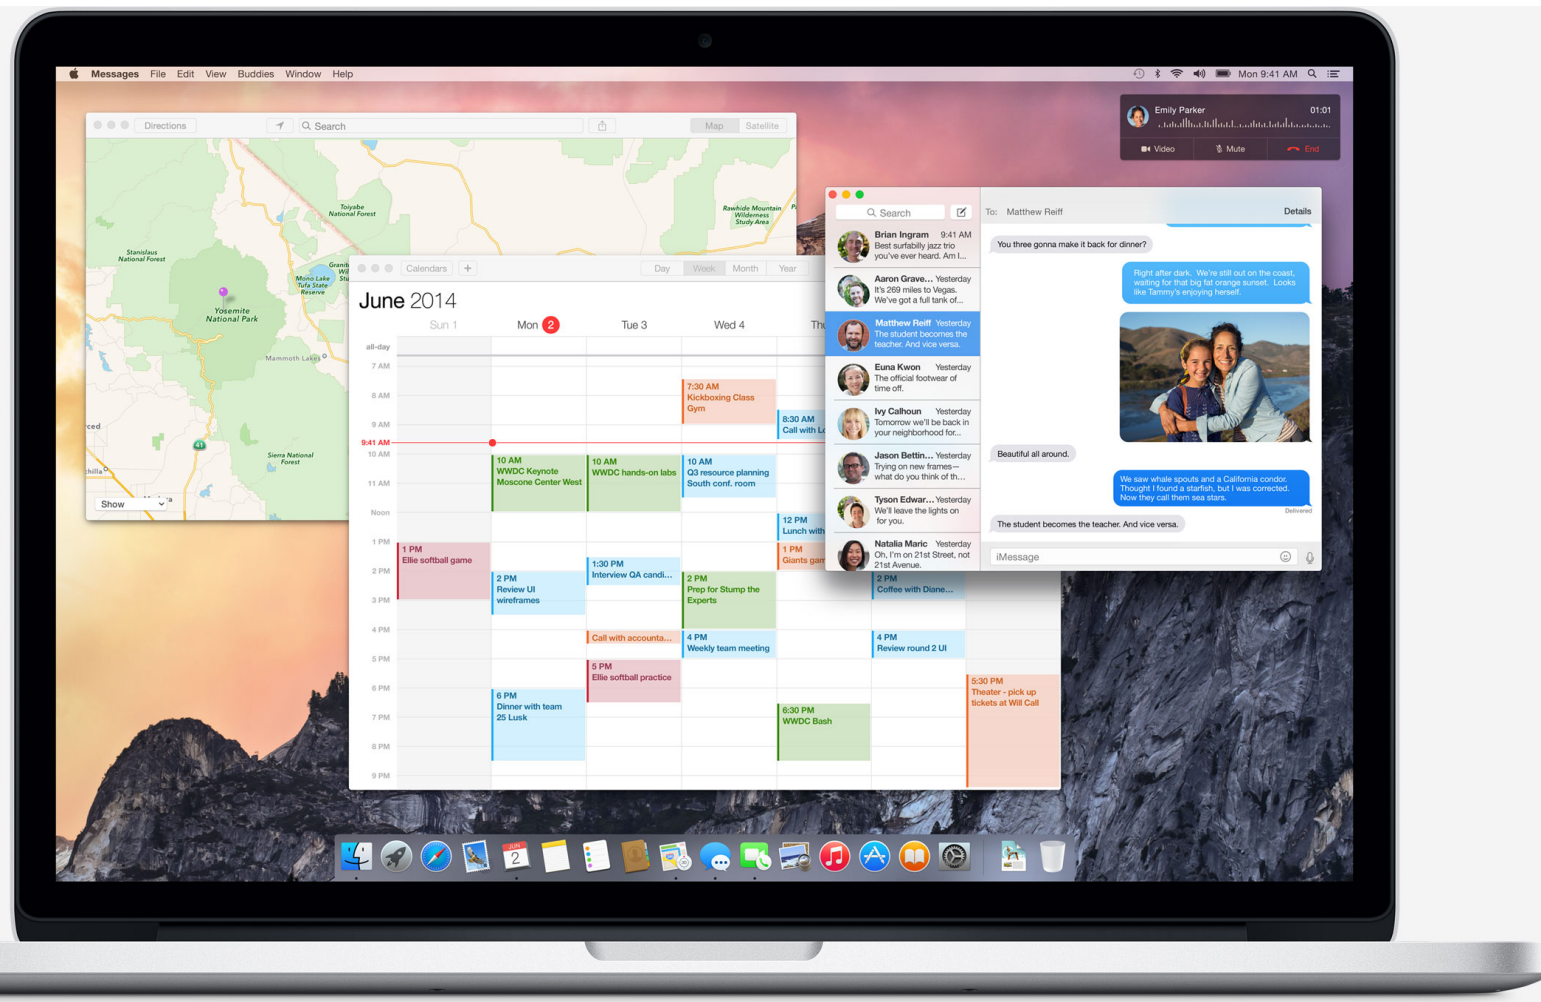 Messages File Edit View Buddies Window Help
Mon 9:41 AM
Emily Parker 01:01
Video Mute End
Directions
Search
Map Satellite
Toiyabe
National Forest
Rawhide Mountain
Wilderness
Study Area
Stanislaus
National Forest
Mono Lake
Tufa State
Reserve
Yosemite
National Park
Mammoth Lakes
41
Sierra National
Forest
Show
Calendars +
Day Week Month Year
June 2014
Sun 1 Mon 2 Tue 3 Wed 4 Thu
all-day
7 AM
8 AM
9 AM
9:41 AM
10 AM
11 AM
Noon
1 PM
2 PM
3 PM
4 PM
5 PM
6 PM
7 PM
8 PM
9 PM
1 PM
Ellie softball game
10 AM
WWDC Keynote
Moscone Center West
2 PM
Review UI
wireframes
6 PM
Dinner with team
25 Lusk
10 AM
WWDC hands-on labs
1:30 PM
Interview QA candi...
Call with accounta...
5 PM
Ellie softball practice
7:30 AM
Kickboxing Class
Gym
10 AM
Q3 resource planning
South conf. room
2 PM
Prep for Stump the
Experts
4 PM
Weekly team meeting
8:30 AM
Call with Lo
12 PM
Lunch with
1 PM
Giants gam
6:30 PM
WWDC Bash
2 PM
Coffee with Diane...
4 PM
Review round 2 UI
5:30 PM
Theater - pick up
tickets at Will Call
Search
Brian Ingram 9:41 AM
Best surfabilly jazz trio
you've ever heard. Am I...
Aaron Grave... Yesterday
It's 269 miles to Vegas.
We've got a full tank of...
Matthew Reiff Yesterday
The student becomes the
teacher. And vice versa.
Euna Kwon Yesterday
The official footwear of
time off.
Ivy Calhoun Yesterday
Tomorrow we'll be back in
your neighborhood for...
Jason Bettin... Yesterday
Trying on new frames—
what do you think of th...
Tyson Edwar... Yesterday
We'll leave the lights on
for you.
Natalia Maric Yesterday
Oh, I'm on 21st Street, not
21st Avenue.
To: Matthew Reiff Details
You three gonna make it back for dinner?
Right after dark. We're still out on the coast,
waiting for that big fat orange sunset. Looks
like Tammy's enjoying herself.
Beautiful all around.
We saw whale spouts and a California condor.
Thought I found a starfish, but I was corrected.
Now they call them sea stars.
Delivered
The student becomes the teacher. And vice versa.
iMessage
JUN
2